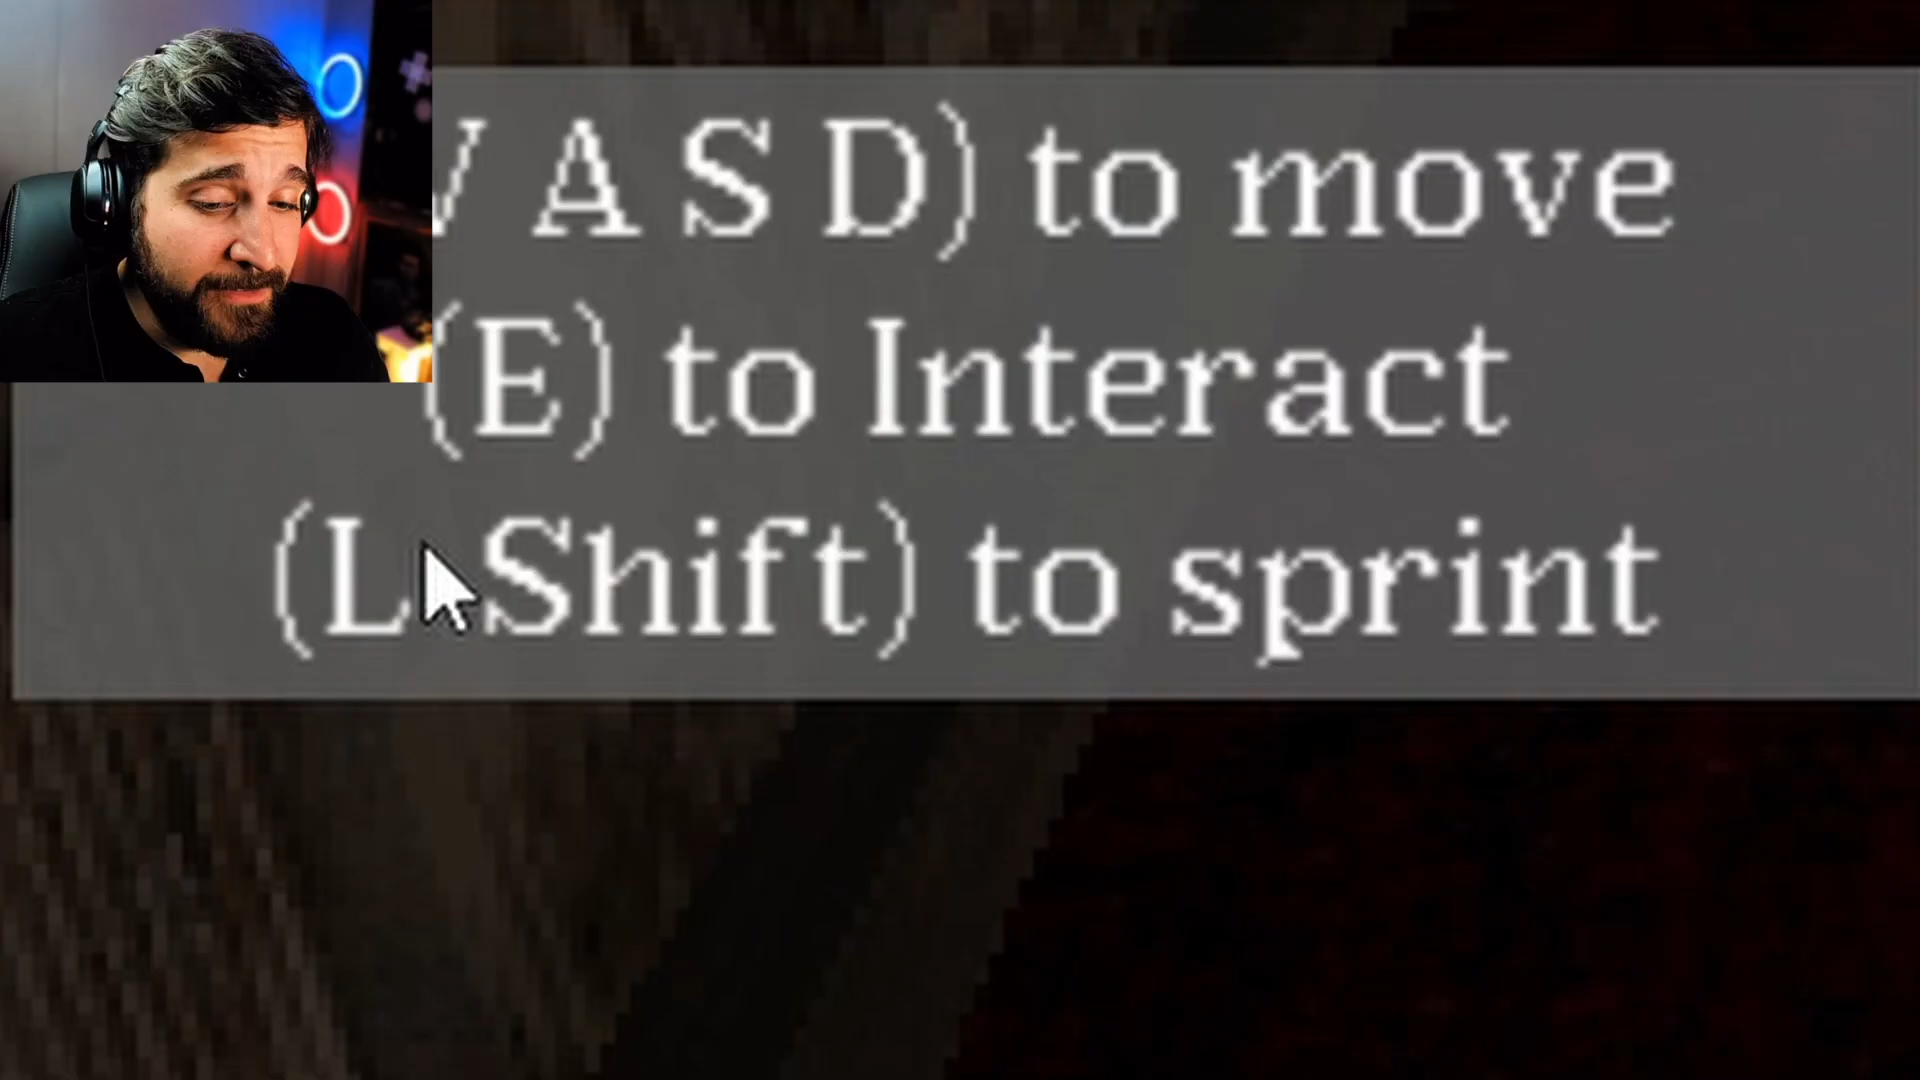 A S D) to move
(E) to Interact
(L Shift) to sprint